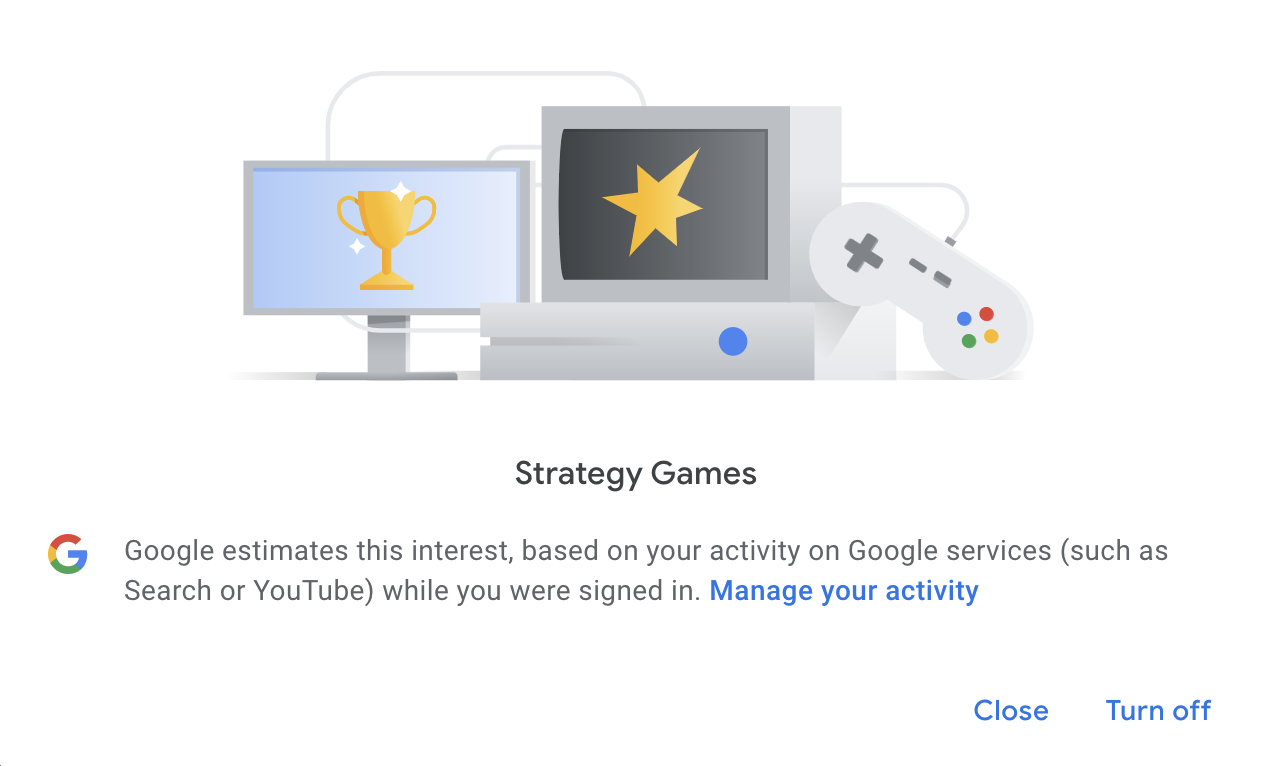 Strategy Games
Google estimates this interest, based on your activity on Google services (such as
Search or YouTube) while you were signed in. Manage your activity
Close Turn off